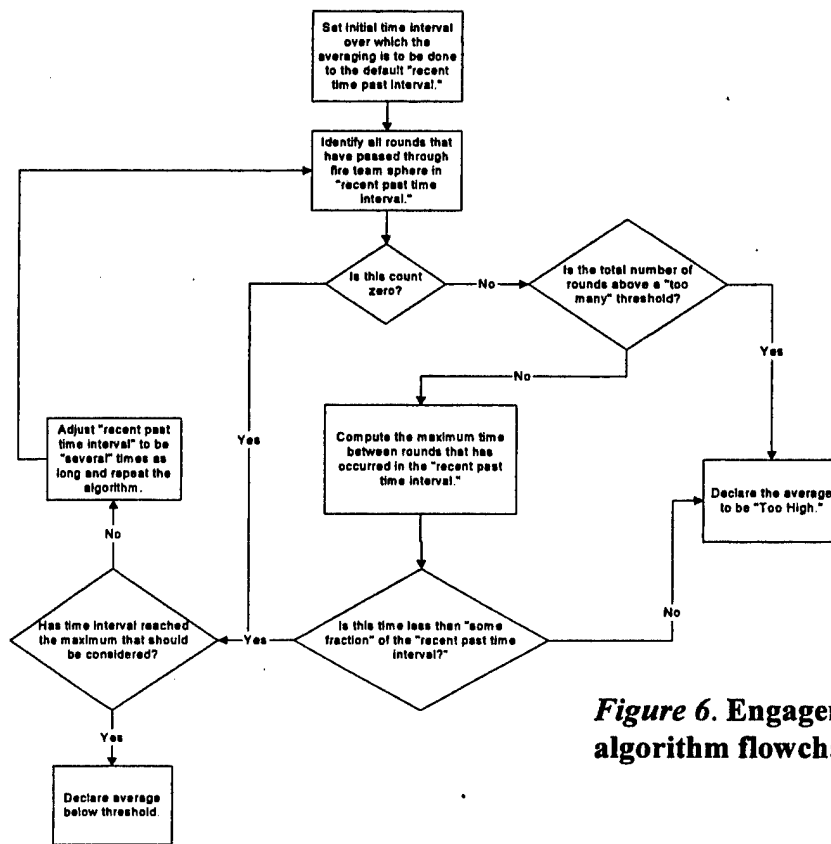 Set initial time interval
over which the
averaging is to be done
to the default "recent
time past interval."
Identify all rounds that
have passed through
fire team sphere in
"recent past time
interval."
Is this count
zero?
No
Is the total number of
rounds above a "too
many" threshold?
Yes
No
Yes
Adjust "recent past
time interval" to be
"several" times as
long and repeat the
algorithm.
Compute the maximum time
between rounds that has
occurred in the "recent past
time interval."
Declare the average
to be "Too High."
No
Has time interval reached
the maximum that should
be considered?
Yes
Is this time less than "some
fraction" of the "recent past time
interval?"
No
Yes
Declare average
below threshold.
Figure 6. Engager
algorithm flowch